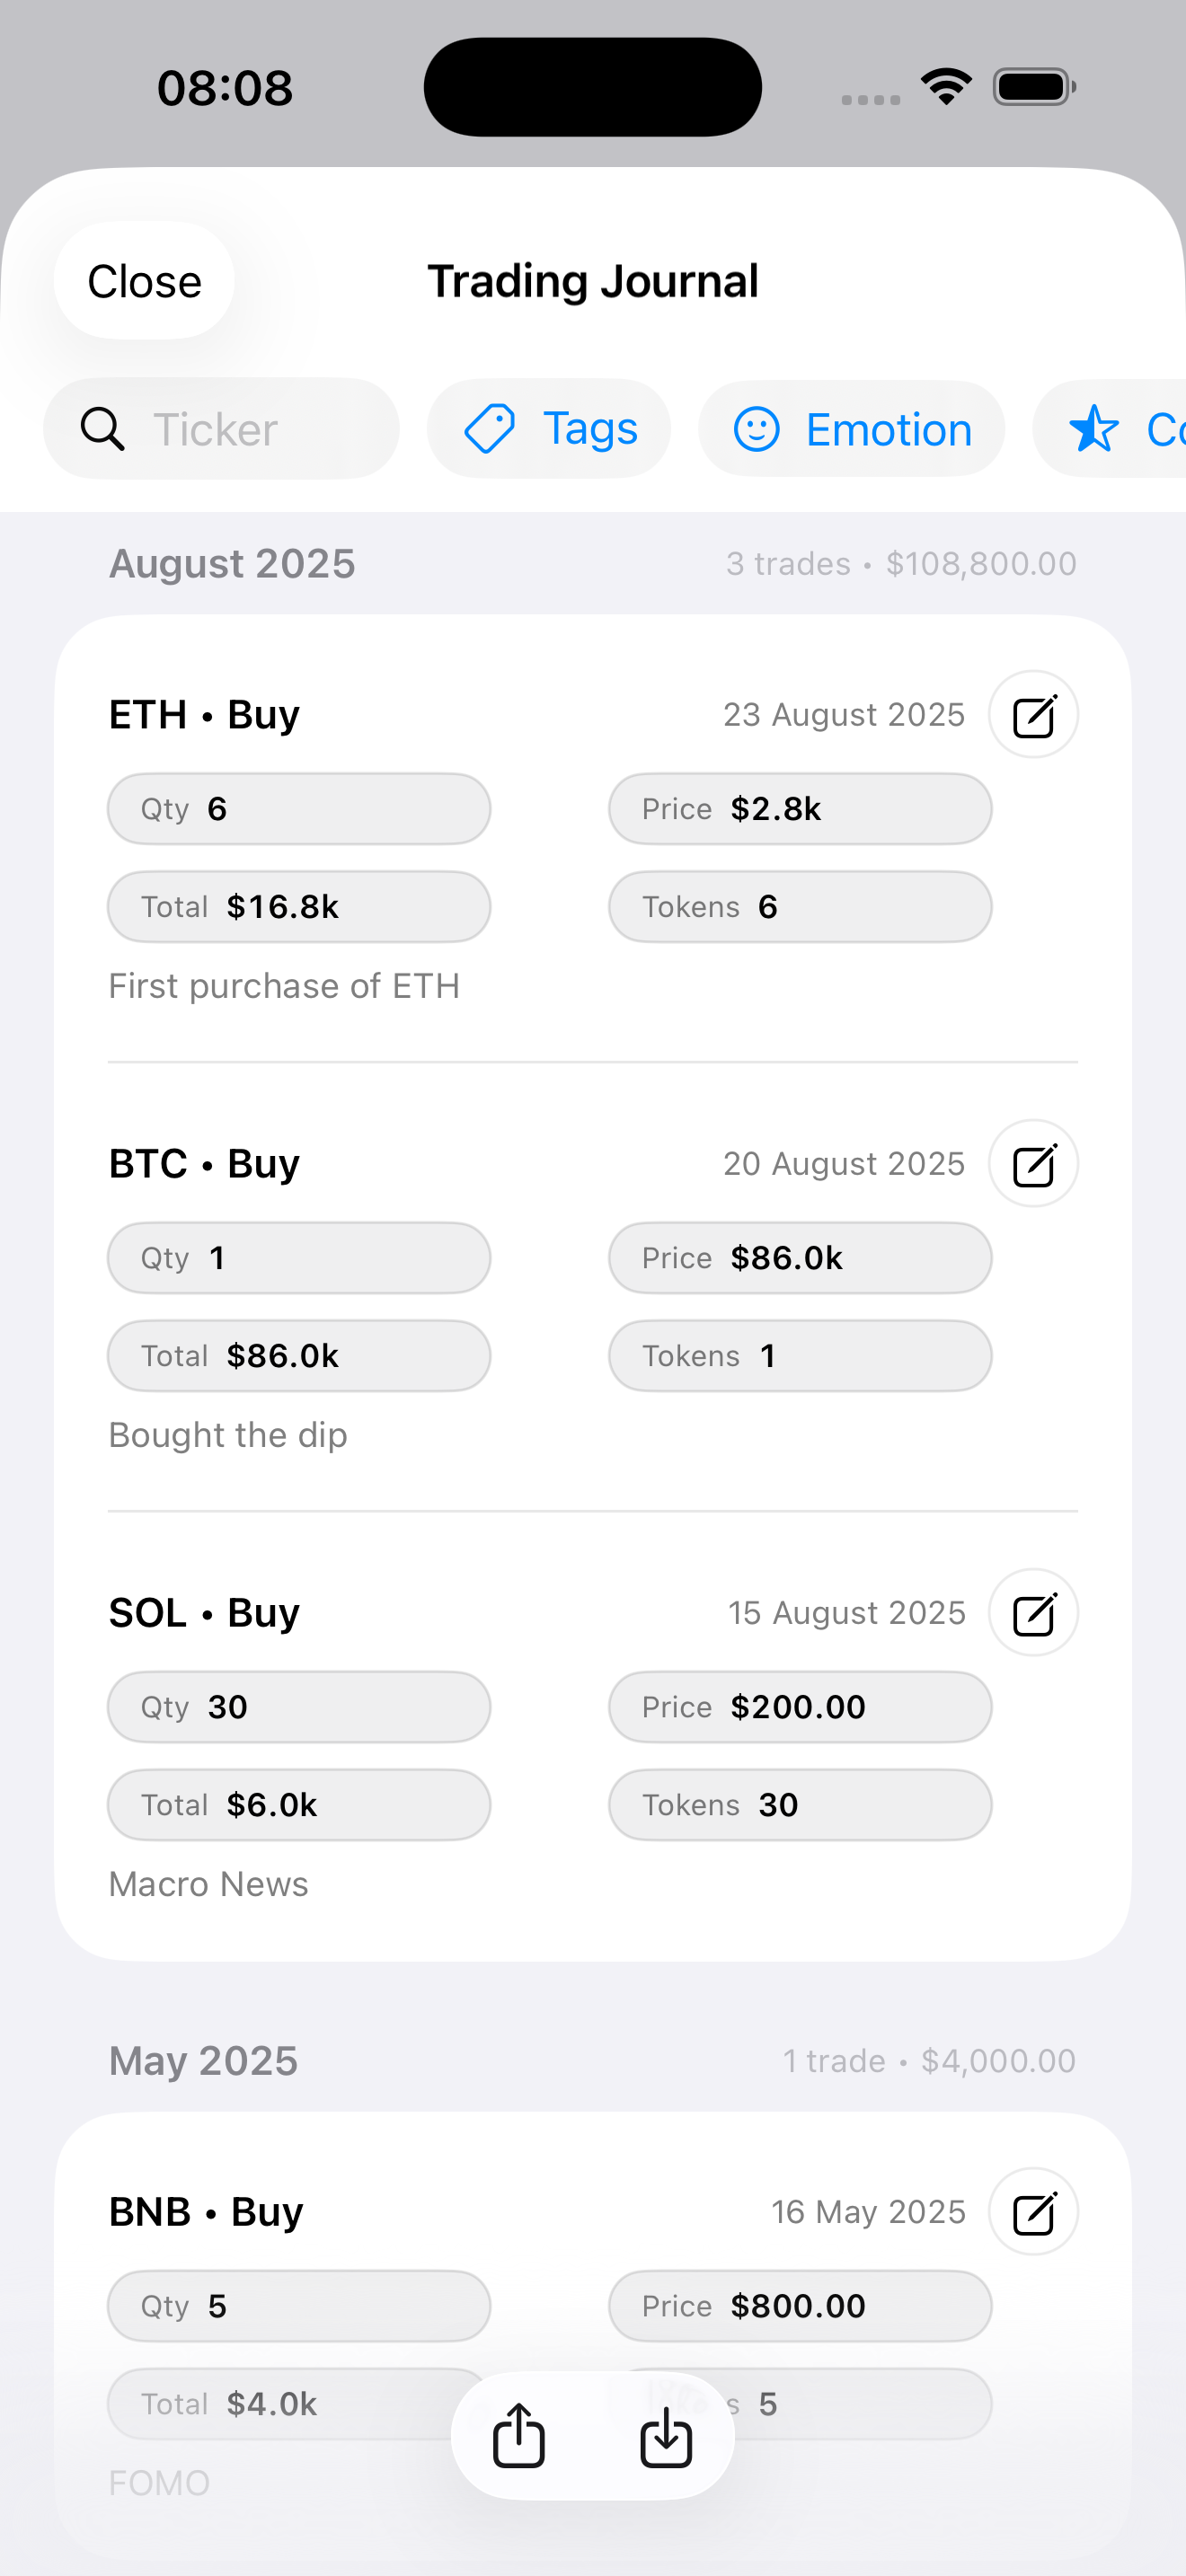 08:08
Close
Trading Journal
Ticker
Tags
Emotion
August 2025
3 trades • $108,800.00
ETH • Buy
23 August 2025
Qty 6
Price $2.8k
Total $16.8k
Tokens 6
First purchase of ETH
BTC • Buy
20 August 2025
Qty 1
Price $86.0k
Total $86.0k
Tokens 1
Bought the dip
SOL • Buy
15 August 2025
Qty 30
Price $200.00
Total $6.0k
Tokens 30
Macro News
May 2025
1 trade • $4,000.00
BNB • Buy
16 May 2025
Qty 5
Price $800.00
Total $4.0k
5
FOMO